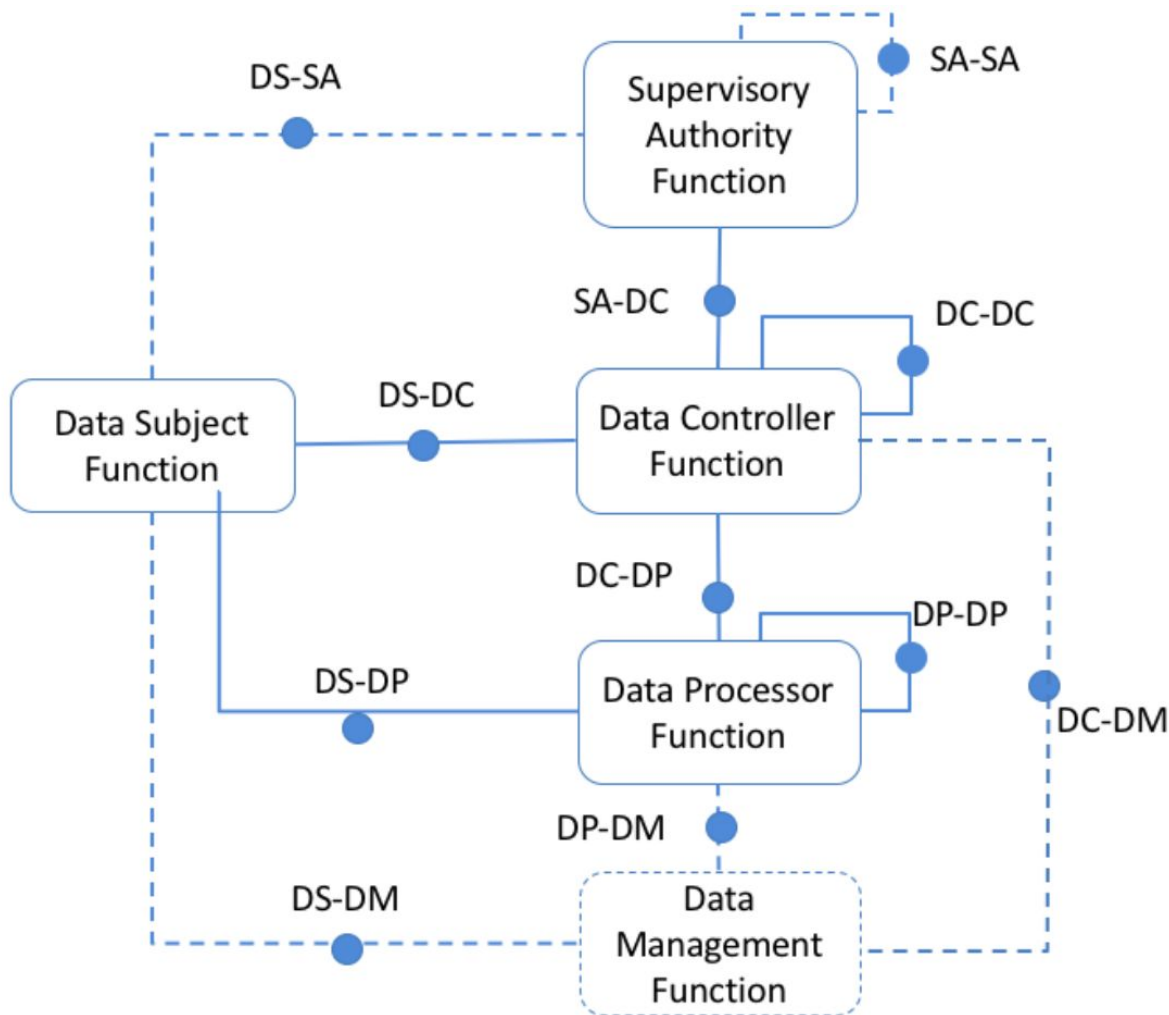 SA-SA
DS-SA
Supervisory
Authority
Function
SA-DC
DC-DC
DS-DC
Data Subject
Function
Data Controller
Function
DC-DP
DP-DP
DS-DP
Data Processor
Function
DC-DM
DP-DM
DS-DM
Data
Management
Function